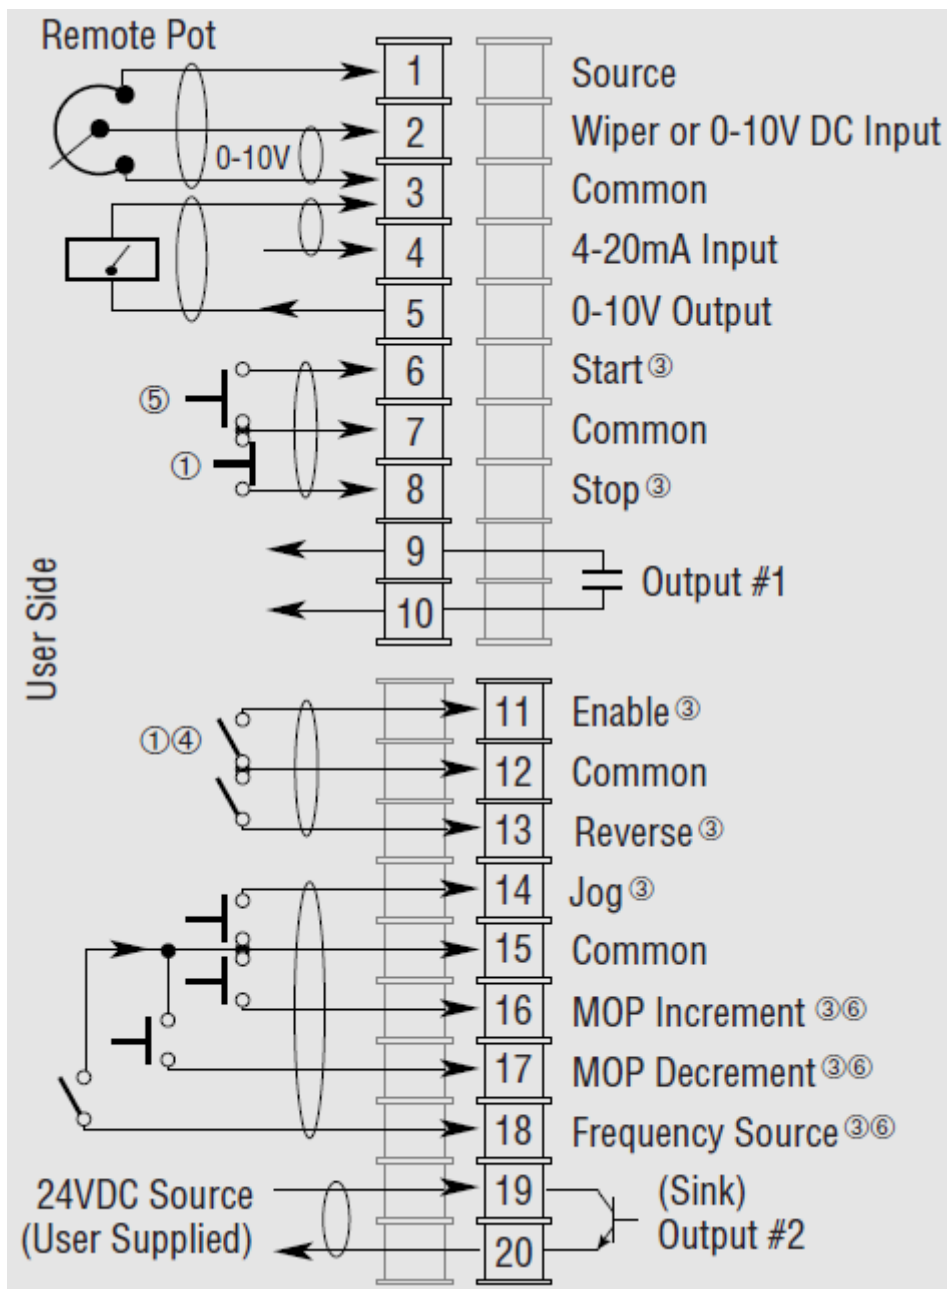 Remote Pot
1 Source
2 Wiper or 0-10V DC Input
0-10V
3 Common
4 4-20mA Input
5 0-10V Output
6 Start ③
⑤
7 Common
①
8 Stop ③
9
Output #1
10
User Side
11 Enable ③
①④
12 Common
13 Reverse ③
14 Jog ③
15 Common
16 MOP Increment ③⑥
17 MOP Decrement ③⑥
18 Frequency Source ③⑥
24VDC Source
(User Supplied)
19 (Sink)
Output #2
20